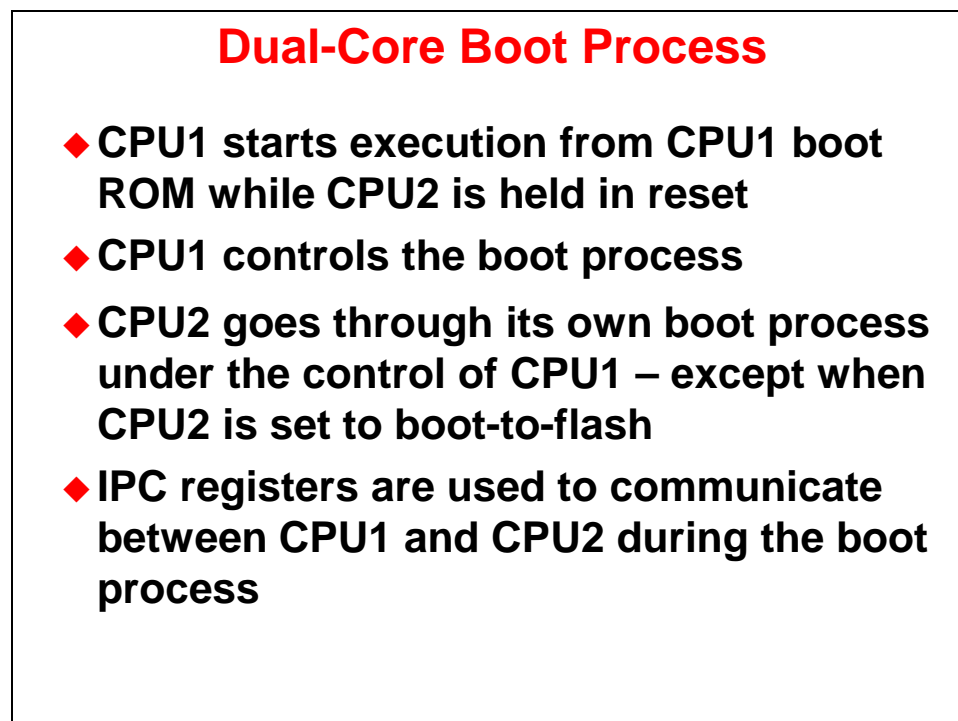 Dual-Core Boot Process
CPU1 starts execution from CPU1 boot
ROM while CPU2 is held in reset
CPU1 controls the boot process
CPU2 goes through its own boot process
under the control of CPU1 – except when
CPU2 is set to boot-to-flash
IPC registers are used to communicate
between CPU1 and CPU2 during the boot
process